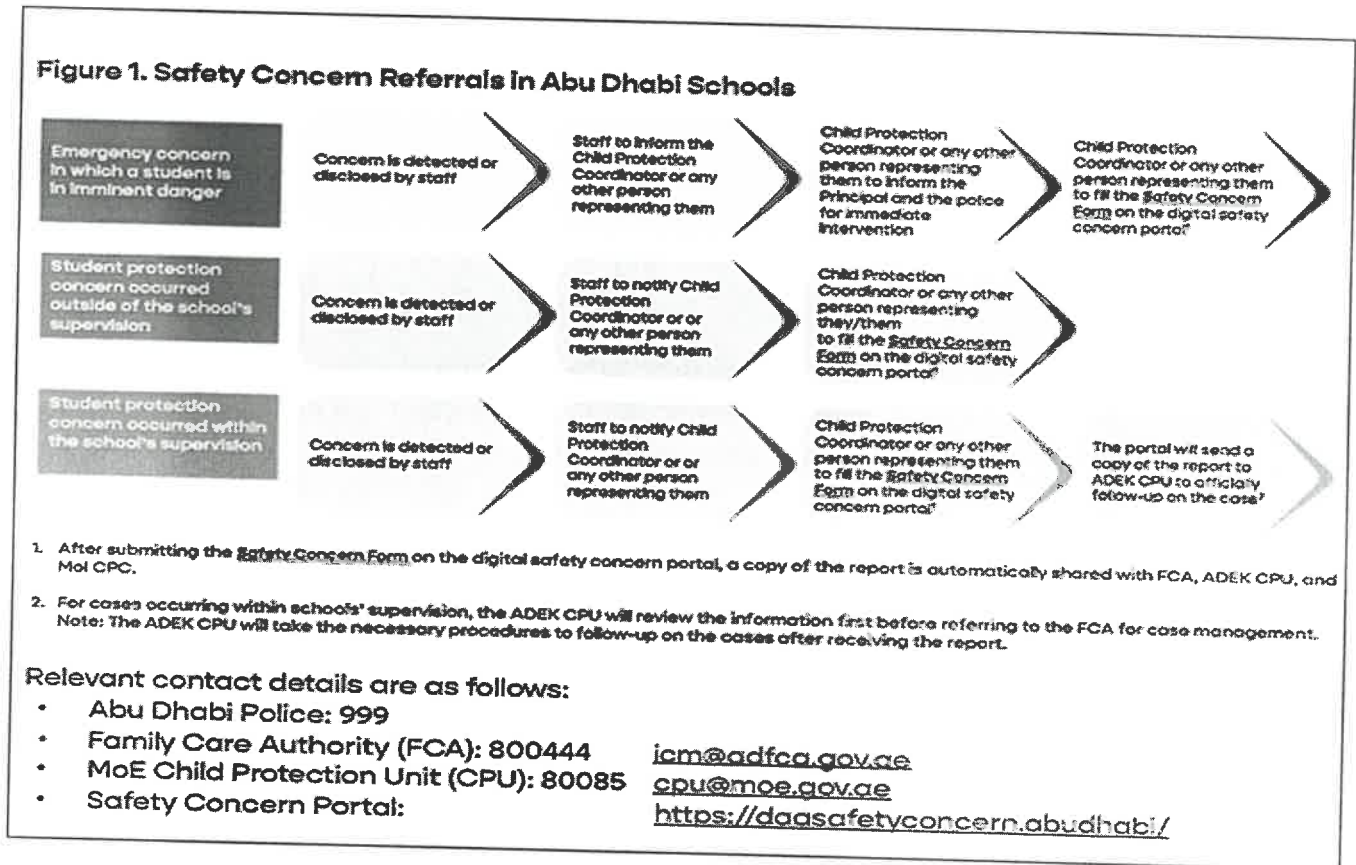 Figure 1. Safety Concern Referrals in Abu Dhabi Schools
Emergency concern
in which a student is
in imminent danger
Concern is detected or
disclosed by staff
Staff to inform the
Child Protection
Coordinator or any
other person
representing them
Child Protection
Coordinator or any other
person representing
them to inform the
Principal and the police
for immediate
intervention
Child Protection
Coordinator or any other
person representing them
to fill the Safety Concern
Form on the digital safety
concern portal¹
Student protection
concern occurred
outside of the school's
supervision
Concern is detected or
disclosed by staff
Staff to notify Child
Protection
Coordinator or or
any other person
representing them
Child Protection
Coordinator or any other
person representing
they/them
to fill the Safety Concern
Form on the digital safety
concern portal¹
Student protection
concern occurred within
the school's supervision
Concern is detected or
disclosed by staff
Staff to notify Child
Protection
Coordinator or or
any other person
representing them
Child Protection
Coordinator or any other
person representing them
to fill the Safety Concern
Form on the digital safety
concern portal¹
The portal will send a
copy of the report to
ADEK CPU to officially
follow-up on the case²
1. After submitting the Safety Concern Form on the digital safety concern portal, a copy of the report is automatically shared with FCA, ADEK CPU, and
MoI CPC.
2. For cases occurring within schools' supervision, the ADEK CPU will review the information first before referring to the FCA for case management.
Note: The ADEK CPU will take the necessary procedures to follow-up on the cases after receiving the report.
Relevant contact details are as follows:
• Abu Dhabi Police: 999
• Family Care Authority (FCA): 800444 icm@adfca.gov.ae
• MoE Child Protection Unit (CPU): 80085 cpu@moe.gov.ae
• Safety Concern Portal: https://daasafetyconcern.abudhabi/